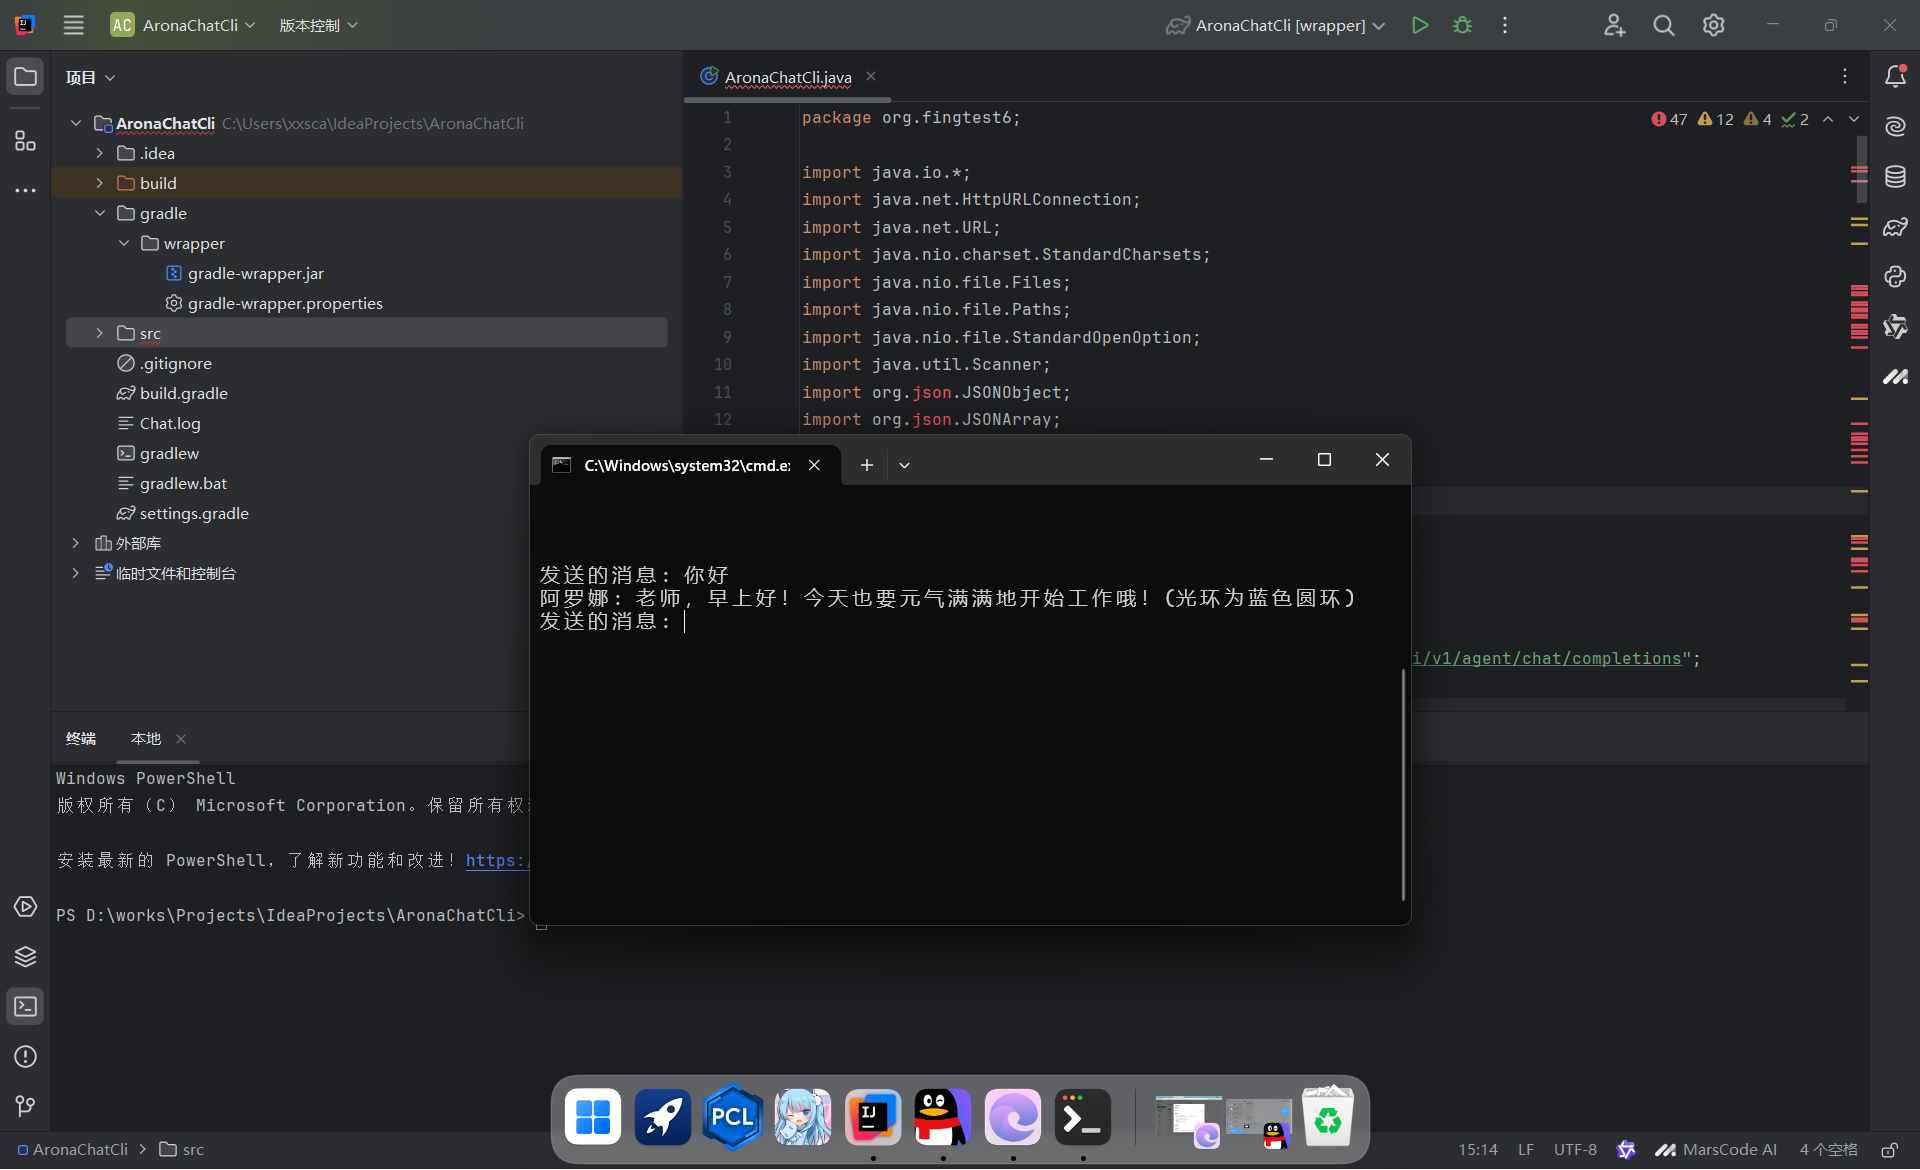 AC AronaChatCli 版本控制 AronaChatCli [wrapper]
项目
AronaChatCli C:\Users\xxsca\IdeaProjects\AronaChatCli
.idea
build
gradle
wrapper
gradle-wrapper.jar
gradle-wrapper.properties
src
.gitignore
build.gradle
Chat.log
gradlew
gradlew.bat
settings.gradle
外部库
临时文件和控制台
AronaChatCli.java
47 12 4 2
1 package org.fingtest6;
2
3 import java.io.*;
4 import java.net.HttpURLConnection;
5 import java.net.URL;
6 import java.nio.charset.StandardCharsets;
7 import java.nio.file.Files;
8 import java.nio.file.Paths;
9 import java.nio.file.StandardOpenOption;
10 import java.util.Scanner;
11 import org.json.JSONObject;
12 import org.json.JSONArray;
i/v1/agent/chat/completions";
C:\Windows\system32\cmd.e
发送的消息: 你好
阿罗娜: 老师, 早上好! 今天也要元气满满地开始工作哦! (光环为蓝色圆环)
发送的消息:
终端 本地
Windows PowerShell
版权所有 (C) Microsoft Corporation。保留所有权
安装最新的 PowerShell, 了解新功能和改进! https:/
PS D:\works\Projects\IdeaProjects\AronaChatCli>
PCL IJ
AronaChatCli src 15:14 LF UTF-8 MarsCode AI 4 个空格